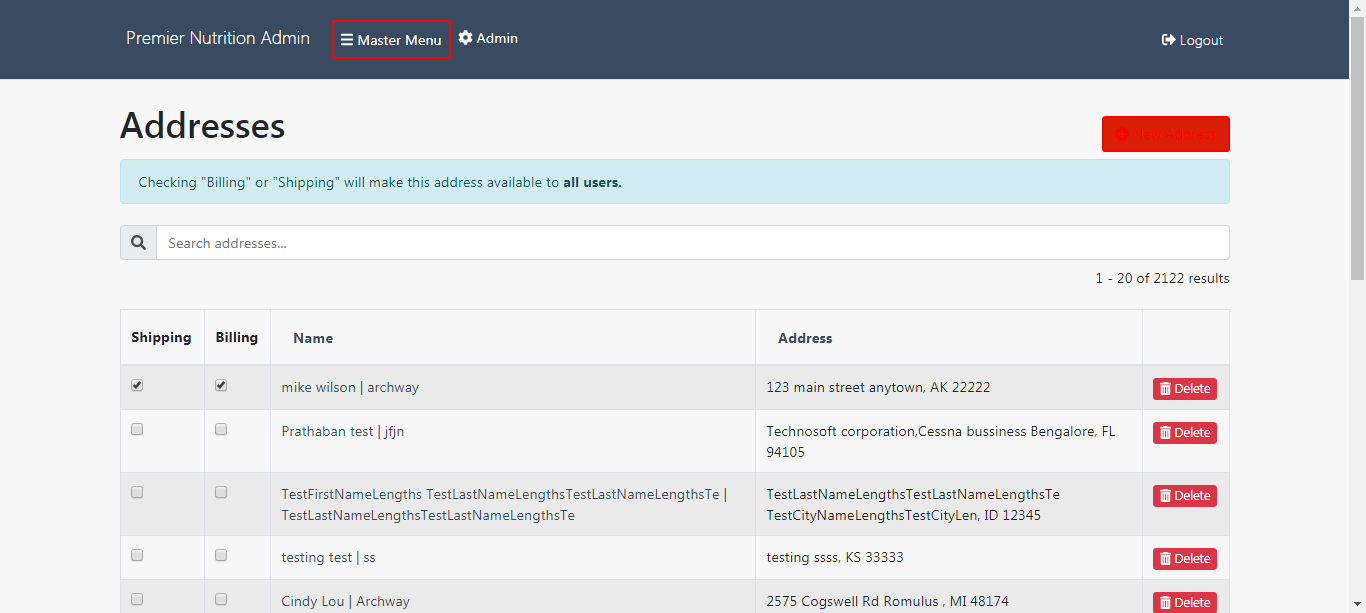 Premier Nutrition Admin Master Menu Admin Logout
Addresses
Checking "Billing" or "Shipping" will make this address available to all users.
Search addresses...
1 - 20 of 2122 results
Shipping Billing Name Address
mike wilson | archway 123 main street anytown, AK 22222 Delete
Prathaban test | jfjn Technosoft corporation,Cessna bussiness Bengalore, FL
94105
Delete
TestFirstNameLengths TestLastNameLengthsTestLastNameLengthsTe |
TestLastNameLengthsTestLastNameLengthsTe
TestLastNameLengthsTestLastNameLengthsTe
TestCityNameLengthsTestCityLen, ID 12345
Delete
testing test | ss testing ssss, KS 33333 Delete
Cindy Lou | Archway 2575 Cogswell Rd Romulus , MI 48174 Delete